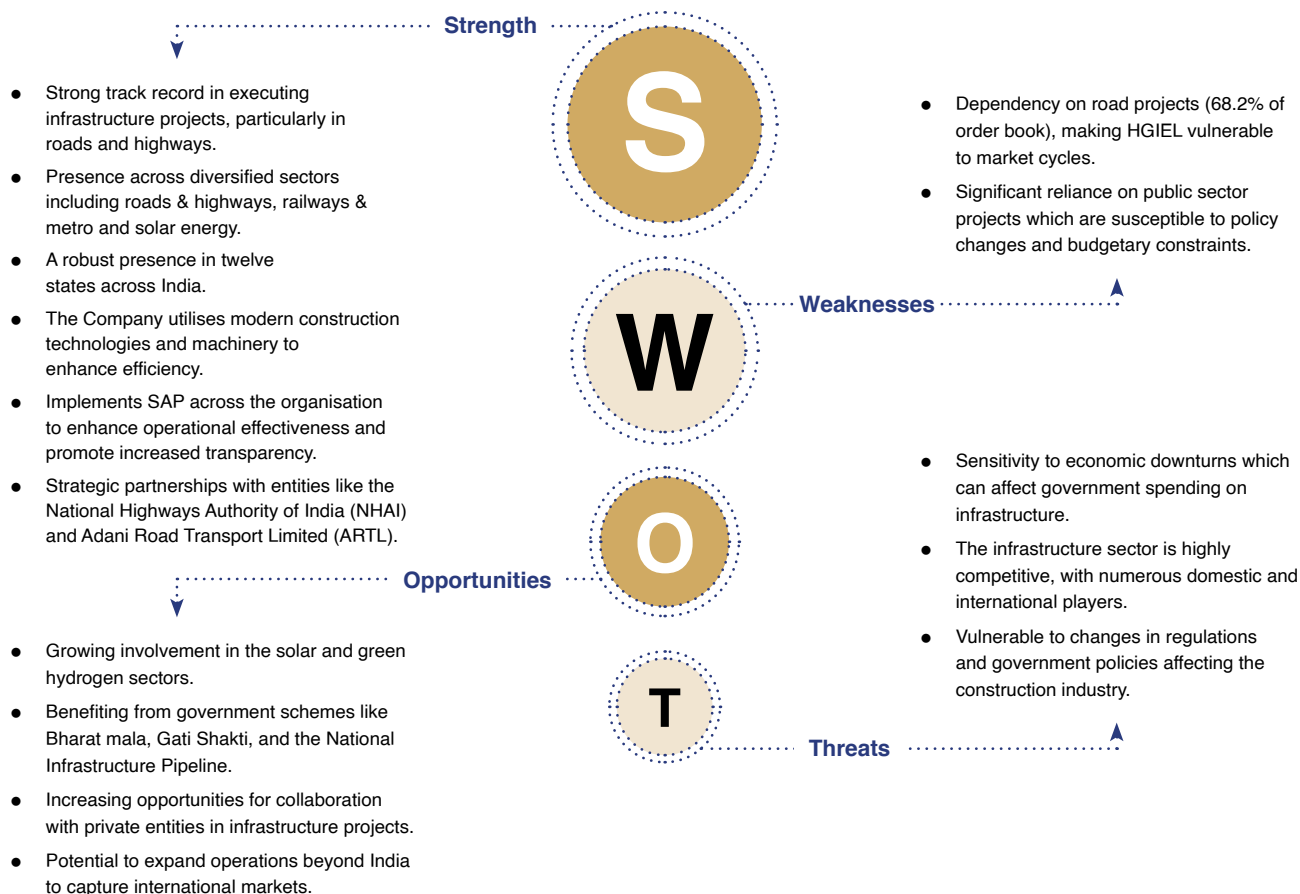 Strength
S
● Strong track record in executing
infrastructure projects, particularly in
roads and highways.
● Presence across diversified sectors
including roads & highways, railways &
metro and solar energy.
● A robust presence in twelve
states across India.
● The Company utilises modern construction
technologies and machinery to
enhance efficiency.
● Implements SAP across the organisation
to enhance operational effectiveness and
promote increased transparency.
● Strategic partnerships with entities like the
National Highways Authority of India (NHAI)
and Adani Road Transport Limited (ARTL).
● Dependency on road projects (68.2% of
order book), making HGIEL vulnerable
to market cycles.
● Significant reliance on public sector
projects which are susceptible to policy
changes and budgetary constraints.
Weaknesses
W
O
Opportunities
● Growing involvement in the solar and green
hydrogen sectors.
● Benefiting from government schemes like
Bharat mala, Gati Shakti, and the National
Infrastructure Pipeline.
● Increasing opportunities for collaboration
with private entities in infrastructure projects.
● Potential to expand operations beyond India
to capture international markets.
● Sensitivity to economic downturns which
can affect government spending on
infrastructure.
● The infrastructure sector is highly
competitive, with numerous domestic and
international players.
● Vulnerable to changes in regulations
and government policies affecting the
construction industry.
T
Threats